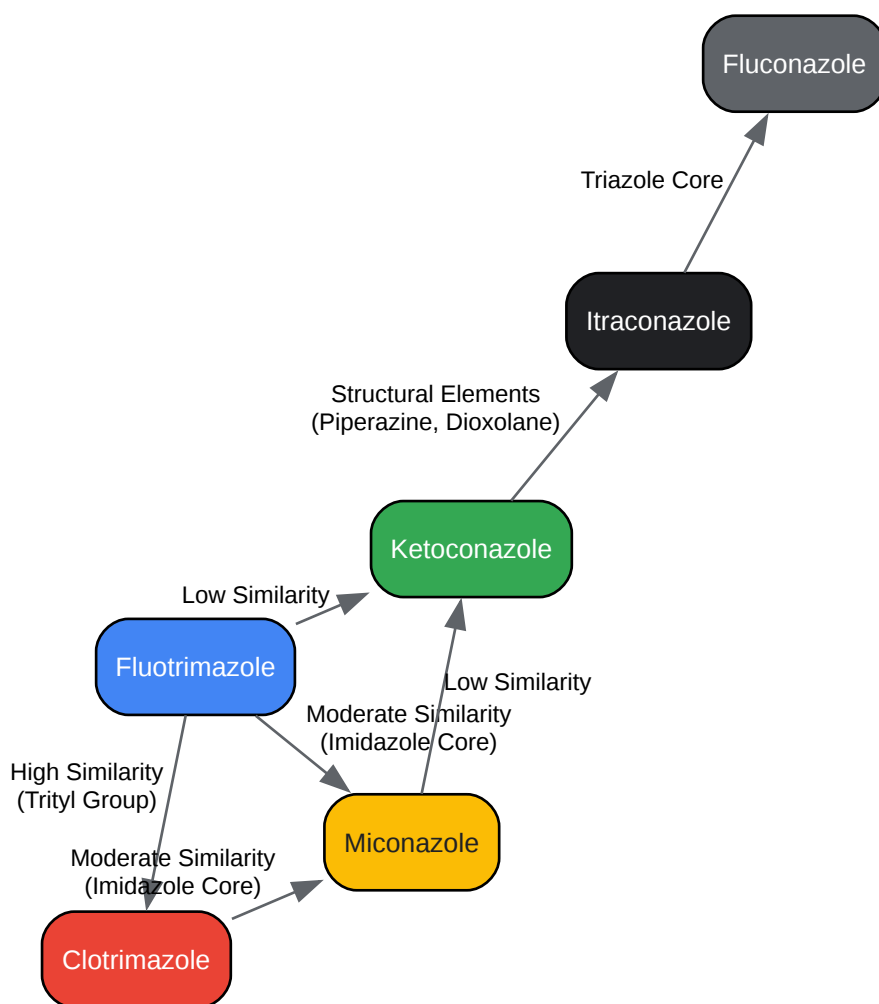 Fluconazole
Triazole Core
Itraconazole
Structural Elements
(Piperazine, Dioxolane)
Ketoconazole
Low Similarity
Fluotrimazole
Low Similarity
Moderate Similarity
(Imidazole Core)
High Similarity
(Trityl Group)
Miconazole
Moderate Similarity
(Imidazole Core)
Clotrimazole